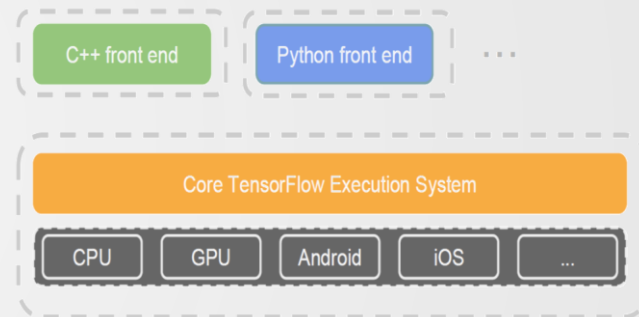 C++ front end Python front end ...
Core TensorFlow Execution System
CPU GPU Android iOS ...